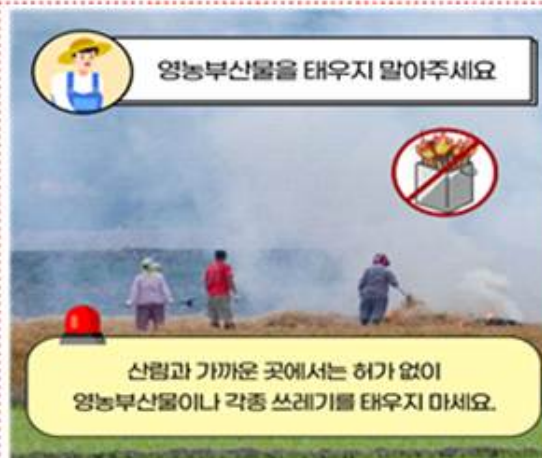 영농부산물을 태우지 말아주세요
산림과 가까운 곳에서는 허가 없이
영농부산물이나 각종 쓰레기를 태우지 마세요.